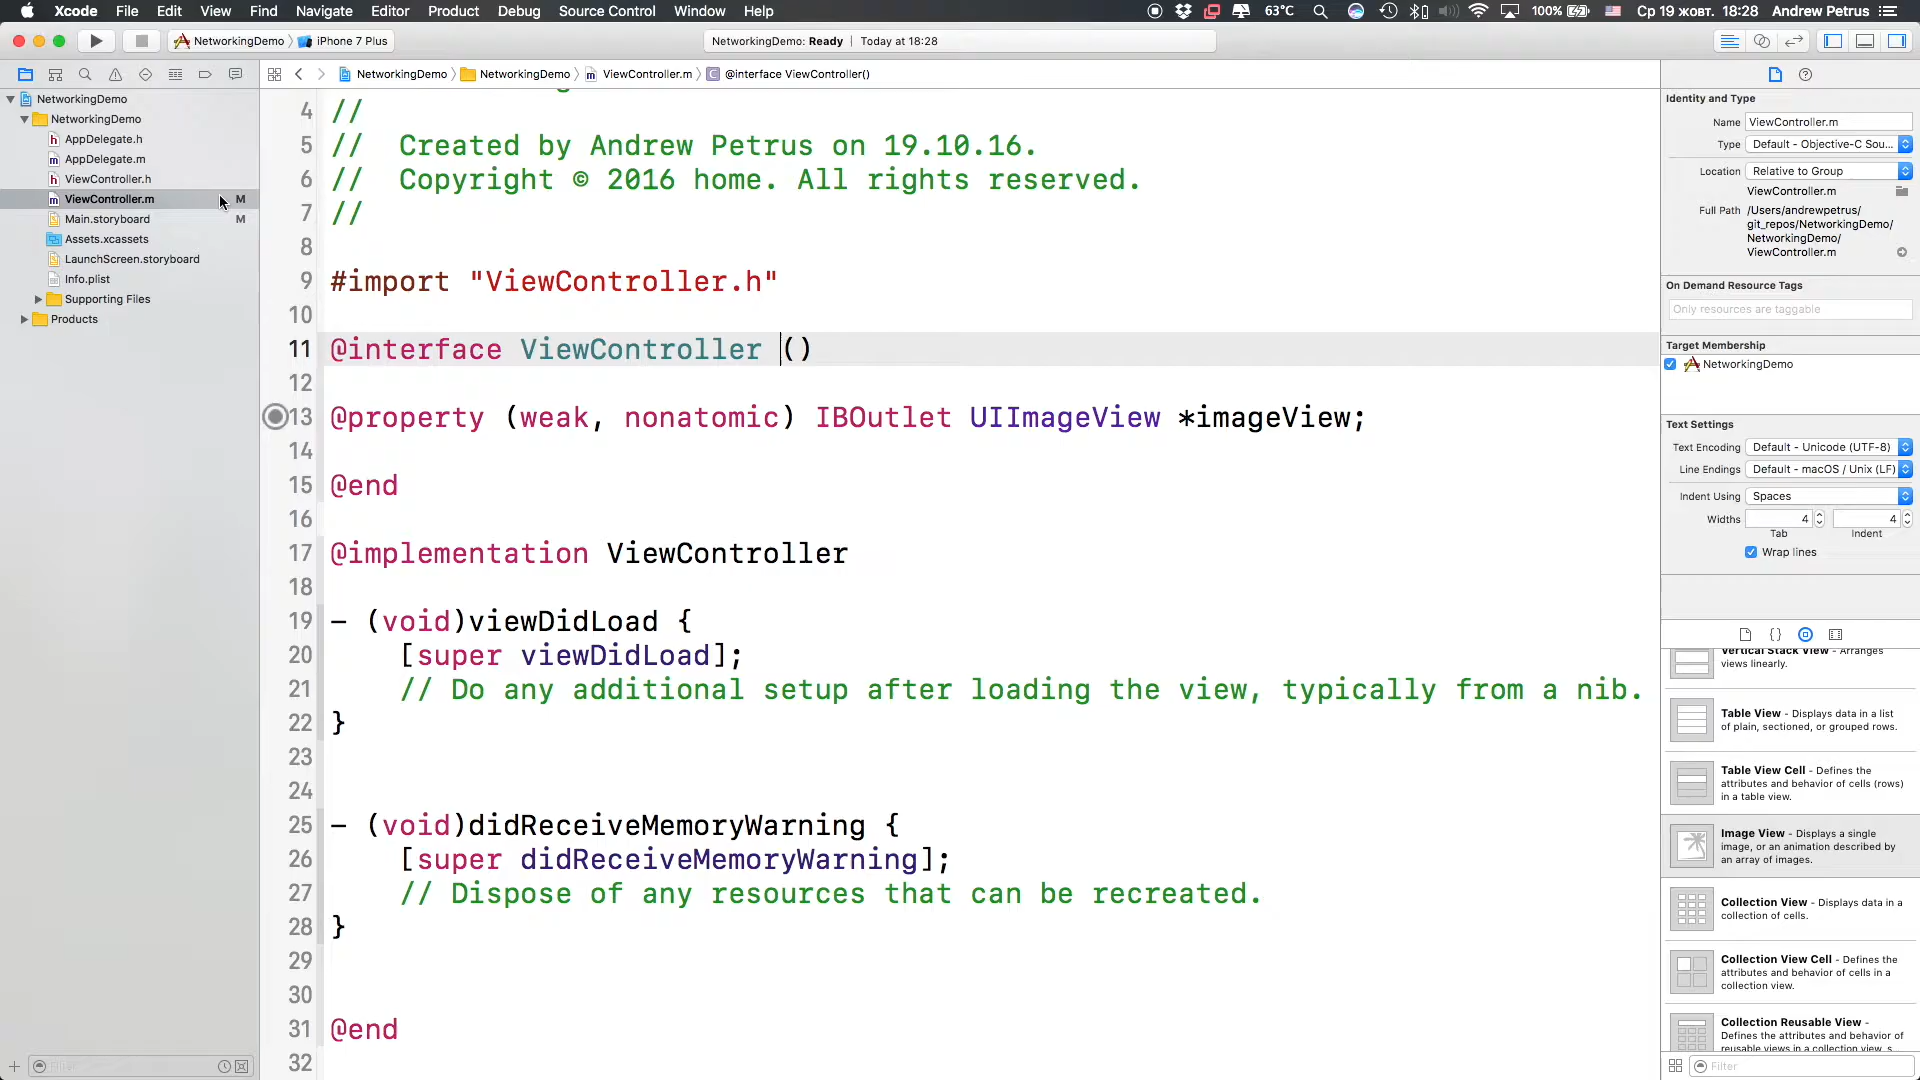 Xcode File Edit View Find Navigate Editor Product Debug Source Control Window Help 63°C 100% Ср 19 жовт. 18:28 Andrew Petrus
NetworkingDemo iPhone 7 Plus NetworkingDemo: Ready | Today at 18:28
NetworkingDemo NetworkingDemo ViewController.m @interface ViewController()
NetworkingDemo
NetworkingDemo
AppDelegate.h
AppDelegate.m
ViewController.h
ViewController.m M
Main.storyboard M
Assets.xcassets
LaunchScreen.storyboard
Info.plist
Supporting Files
Products
Filter
4 //
5 //  Created by Andrew Petrus on 19.10.16.
6 //  Copyright © 2016 home. All rights reserved.
7 //
8
9 #import "ViewController.h"
10
11 @interface ViewController ()
12
13 @property (weak, nonatomic) IBOutlet UIImageView *imageView;
14
15 @end
16
17 @implementation ViewController
18
19 - (void)viewDidLoad {
20     [super viewDidLoad];
21     // Do any additional setup after loading the view, typically from a nib.
22 }
23
24
25 - (void)didReceiveMemoryWarning {
26     [super didReceiveMemoryWarning];
27     // Dispose of any resources that can be recreated.
28 }
29
30
31 @end
32
Identity and Type
Name ViewController.m
Type Default - Objective-C Sou...
Location Relative to Group
ViewController.m
Full Path /Users/andrewpetrus/
git_repos/NetworkingDemo/
NetworkingDemo/
ViewController.m
On Demand Resource Tags
Only resources are taggable
Target Membership
NetworkingDemo
Text Settings
Text Encoding Default - Unicode (UTF-8)
Line Endings Default - macOS / Unix (LF)
Indent Using Spaces
Widths 4 4
Tab Indent
Wrap lines
Vertical Stack View - Arranges
views linearly.
Table View - Displays data in a list
of plain, sectioned, or grouped rows.
Table View Cell - Defines the
attributes and behavior of cells (rows)
in a table view.
Image View - Displays a single
image, or an animation described by
an array of images.
Collection View - Displays data in a
collection of cells.
Collection View Cell - Defines the
attributes and behavior of cells in a
collection view.
Collection Reusable View -
Defines the attributes and behavior of
reusable views in a collection view, s...
Filter